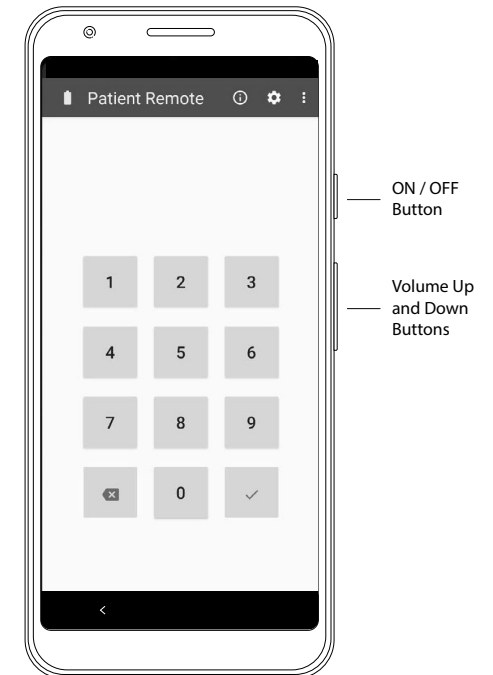 Patient Remote
ON / OFF
Button
1 2 3
Volume Up
and Down
Buttons
4 5 6
7 8 9
0